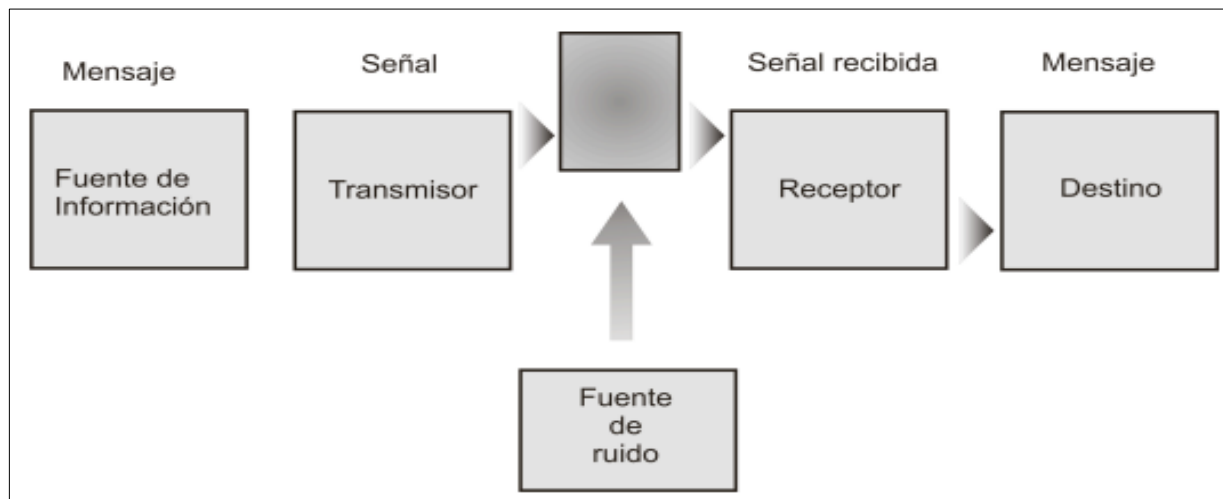 Mensaje
Señal
Señal recibida
Mensaje
Fuente de
Información
Transmisor
Receptor
Destino
Fuente
de
ruido